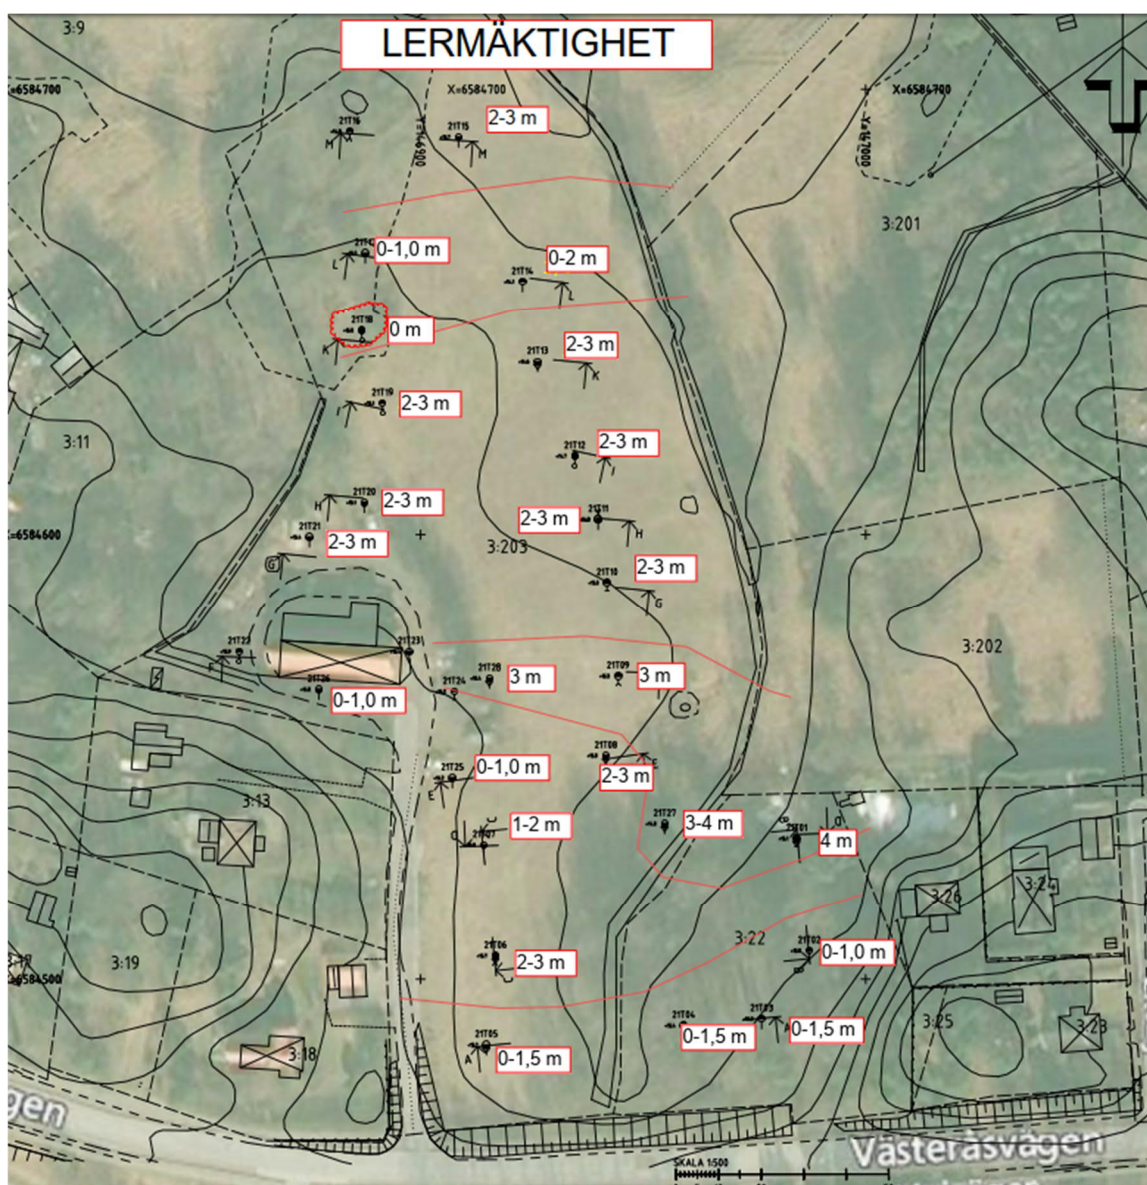 LERMÄKTIGHET
3:9
X=6584700
X=6584700
X=6584700
Y=146900
Y=147000
2-3 m
21T16
21T15
M
M
3:201
0-1,0 m
L
0-2 m
21T14
L
21T18
0 m
K
21T13
2-3 m
K
21T19
2-3 m
I
3:11
21T12
2-3 m
I
21T20
2-3 m
H
2-3 m
21T11
H
21T21
2-3 m
X=6584600
G
3:203
21T10
2-3 m
G
21T22
F
21T23
3:202
21T28
3 m
21T09
3 m
21T26
0-1,0 m
21T24
21T08
E
2-3 m
21T25
0-1,0 m
E
3:13
1-2 m
21T27
3-4 m
21T01
4 m
3:24
3:26
3:22
21T02
0-1,0 m
21T06
2-3 m
3:19
X=6584500
21T04
0-1,5 m
21T03
0-1,5 m
A
21T05
0-1,5 m
A
3:18
3:25
3:23
Västeråsvägen
SKALA 1:500